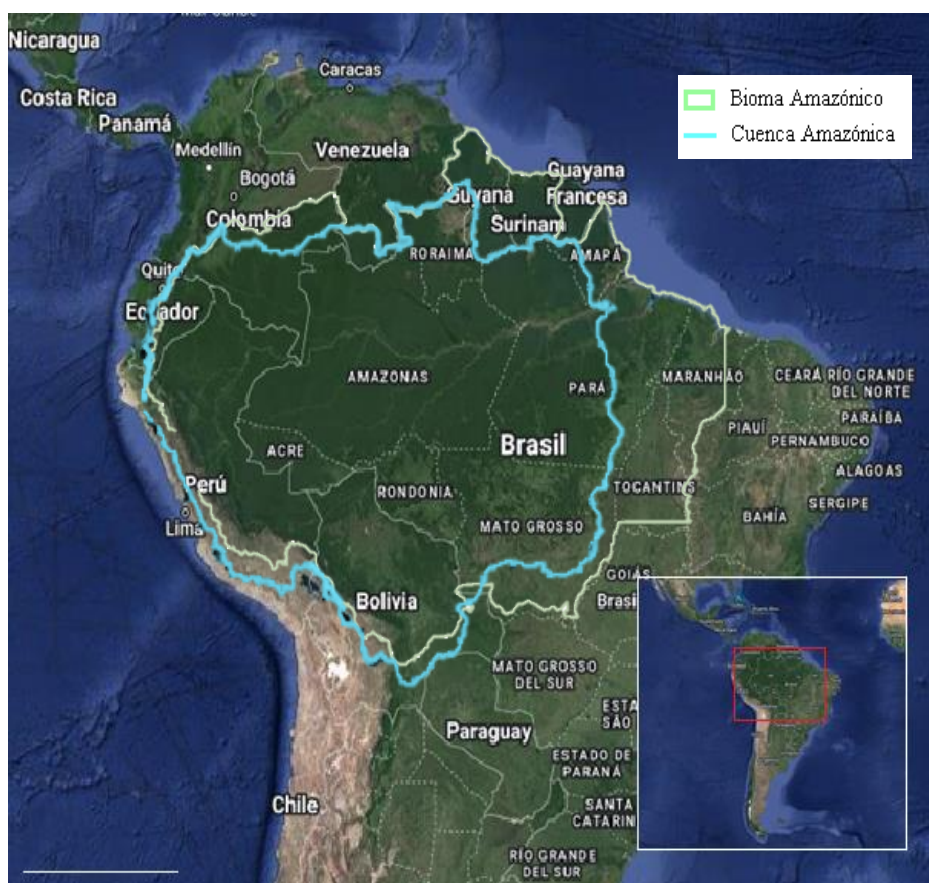 Nicaragua
Costa Rica
Panamá
Caracas
Medellín
Bogotá
Venezuela
Colombia
Guyana
Surinam
Guayana
Francesa
Bioma Amazónico
Cuenca Amazónica
RORAIMA
AMAPÁ
Quito
Ecuador
AMAZONAS
PARÁ
MARANHÃO
CEARÁ
RÍO GRANDE
DEL NORTE
PARAÍBA
PIAUÍ
PERNAMBUCO
ALAGOAS
SERGIPE
ACRE
Brasil
Perú
Lima
RONDONIA
TOCANTINS
MATO GROSSO
BAHÍA
GOIÁS
Brasi
Bolivia
MATO GROSSO
DEL SUR
ESTA
SÃO
Paraguay
ESTADO DE
PARANÁ
Chile
SANTA
CATARIN
RÍO GRANDE
DEL SUR